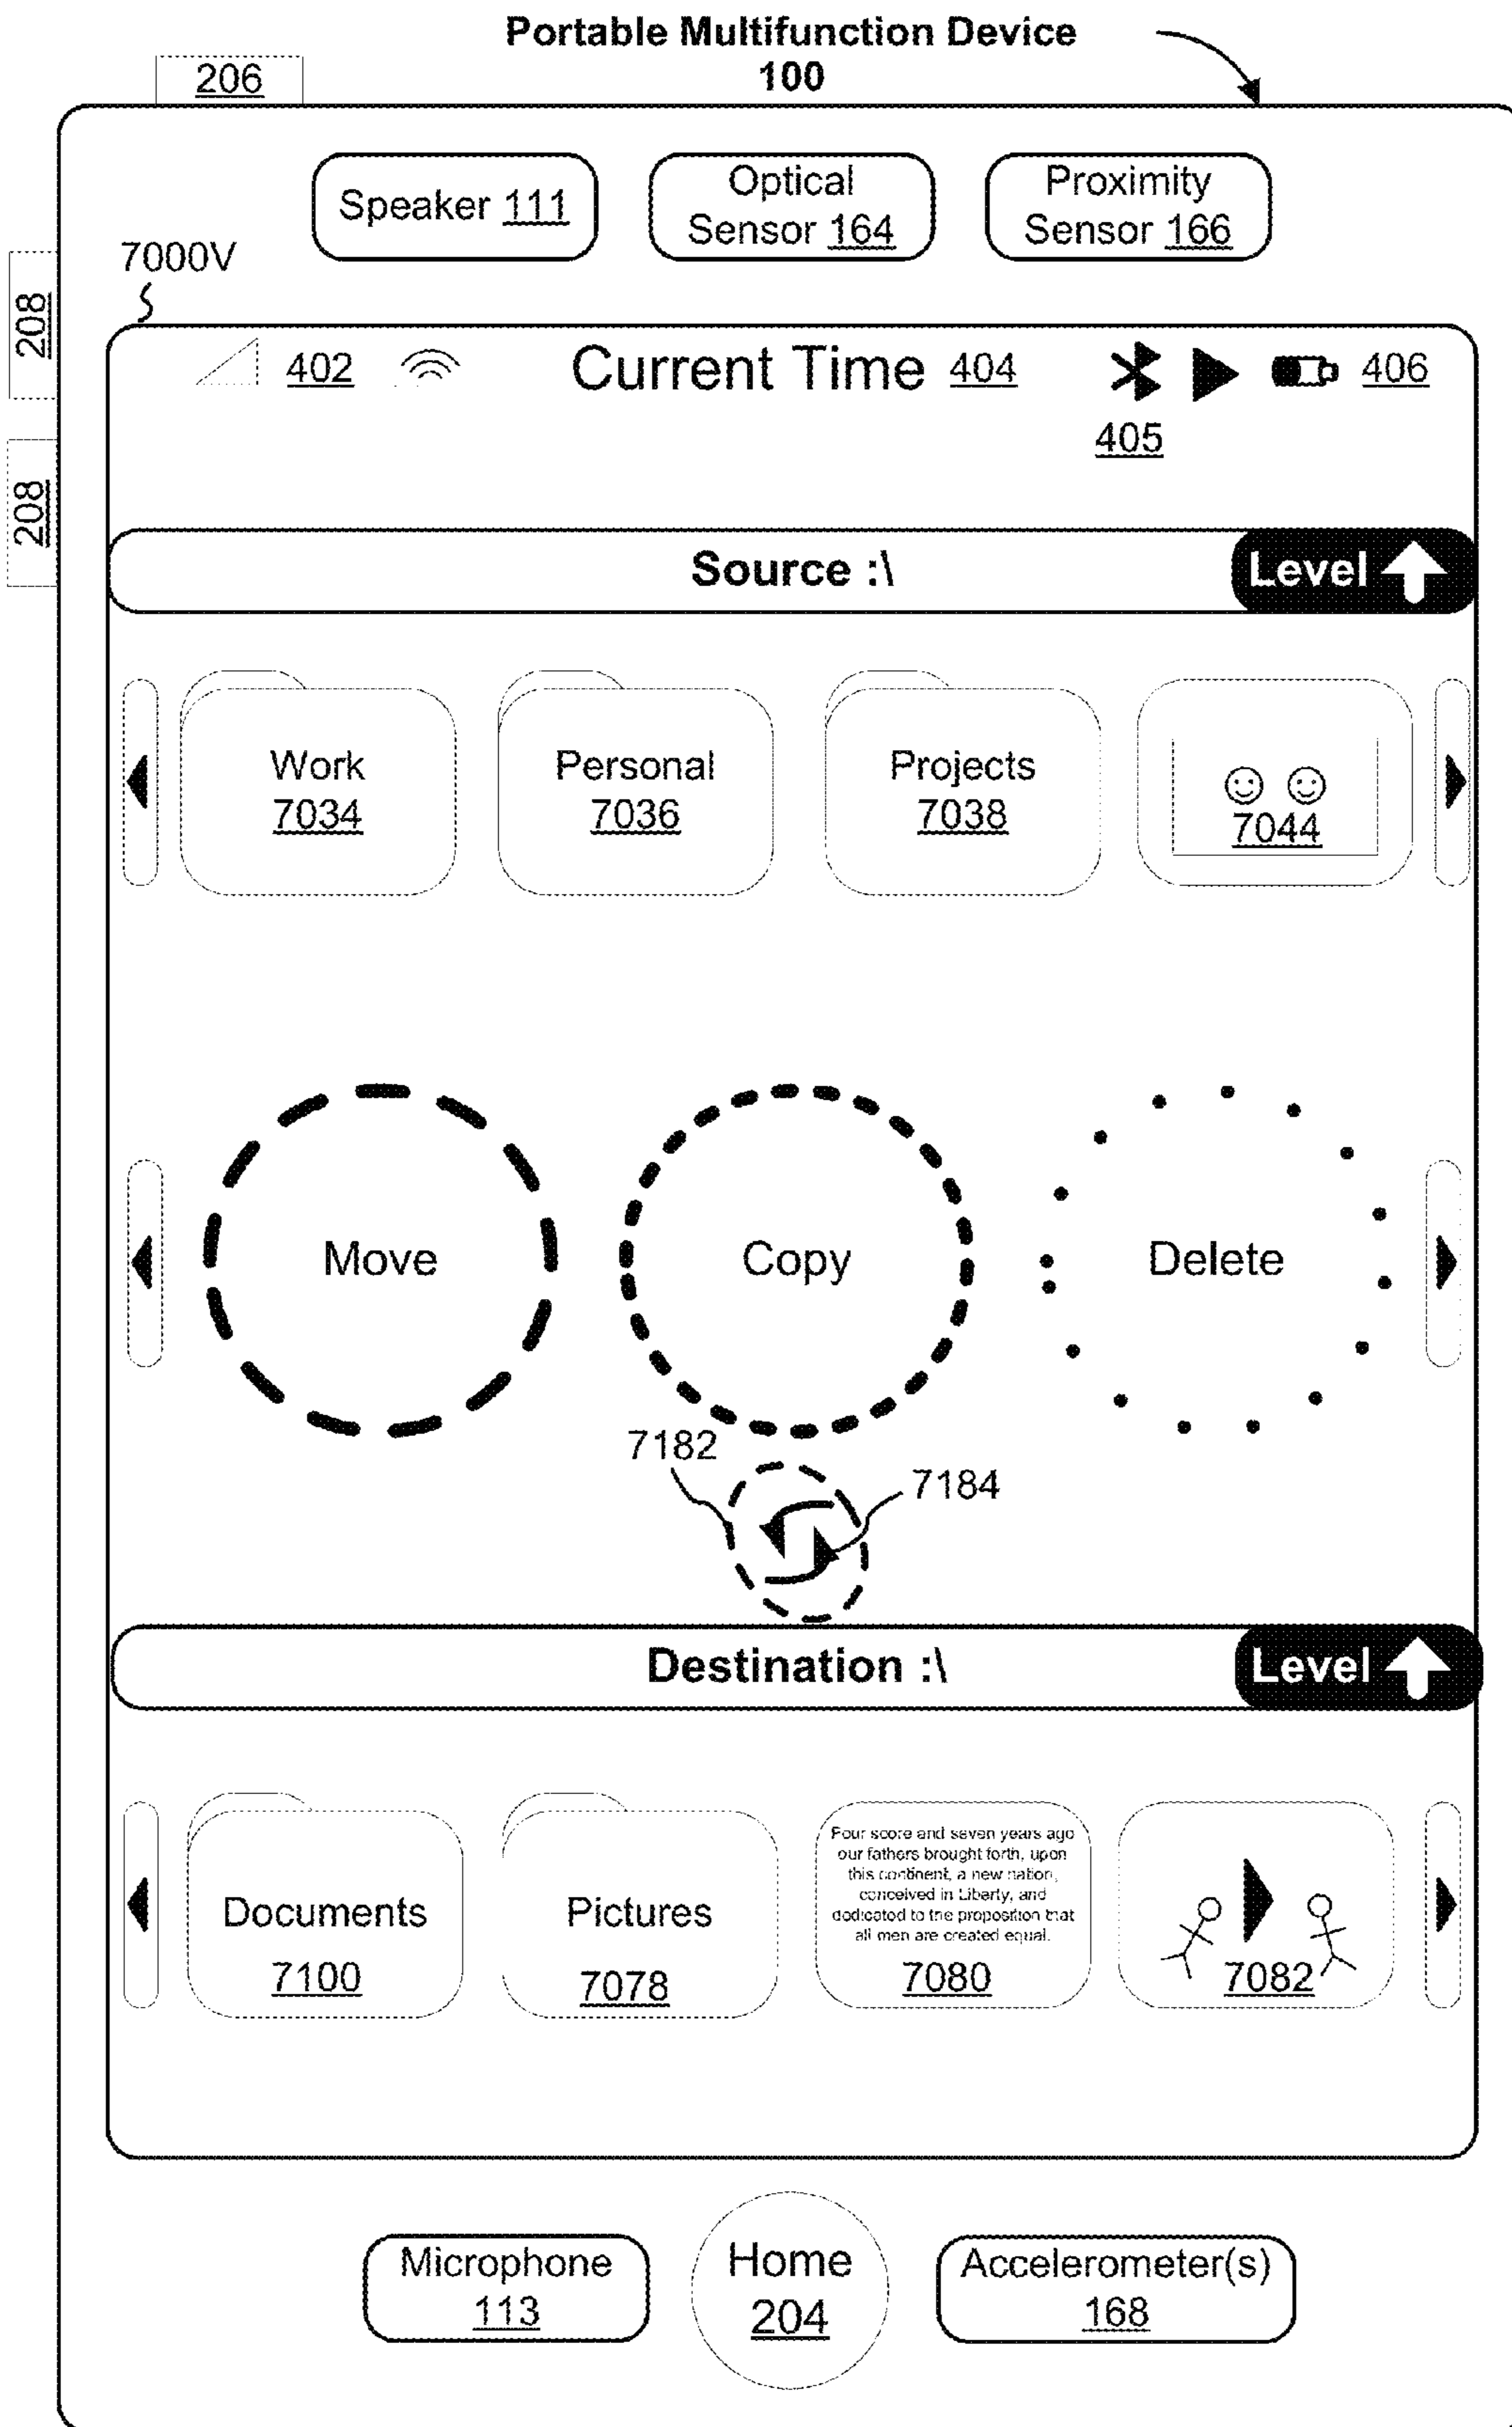 Portable Multifunction Device
100
206
Speaker 111
Optical
Sensor 164
Proximity
Sensor 166
7000V
208
208
402
Current Time 404
406
405
Source :\
Level
Work
7034
Personal
7036
Projects
7038
7044
Move
Copy
Delete
7182
7184
Destination :\
Level
Documents
7100
Pictures
7078
Four score and seven years ago
our fathers brought forth, upon
this continent, a new nation,
conceived in Liberty, and
dedicated to the proposition that
all men are created equal.
7080
7082
Microphone
113
Home
204
Accelerometer(s)
168